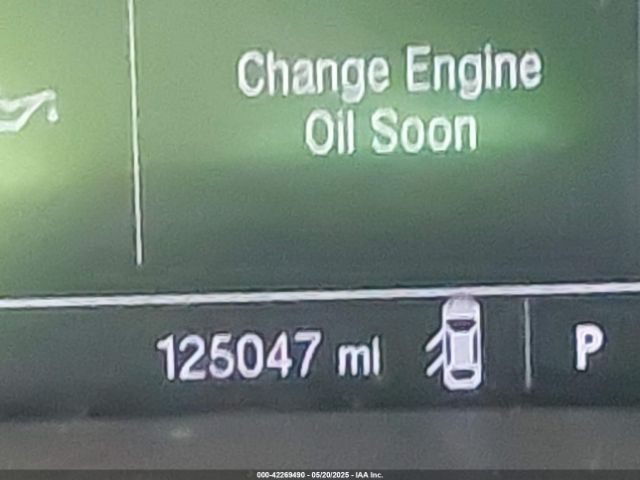 Change Engine
Oil Soon
125047 mi
P
000-42269490 - 05/20/2025 - IAA Inc.